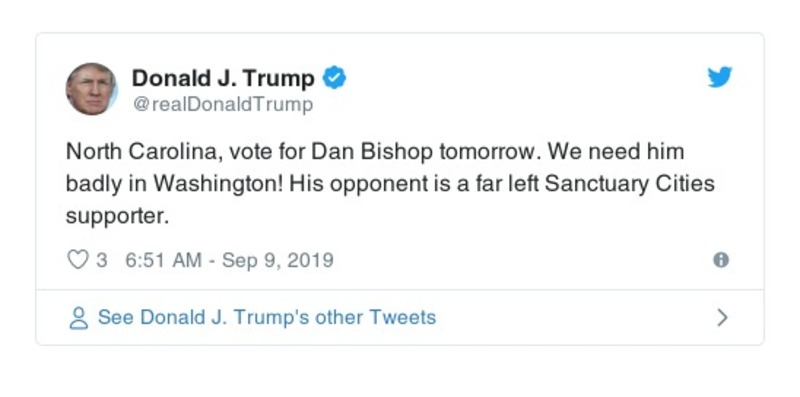 Donald J. Trump
@realDonaldTrump
North Carolina, vote for Dan Bishop tomorrow. We need him
badly in Washington! His opponent is a far left Sanctuary Cities
supporter.
3 6:51 AM - Sep 9, 2019
See Donald J. Trump's other Tweets